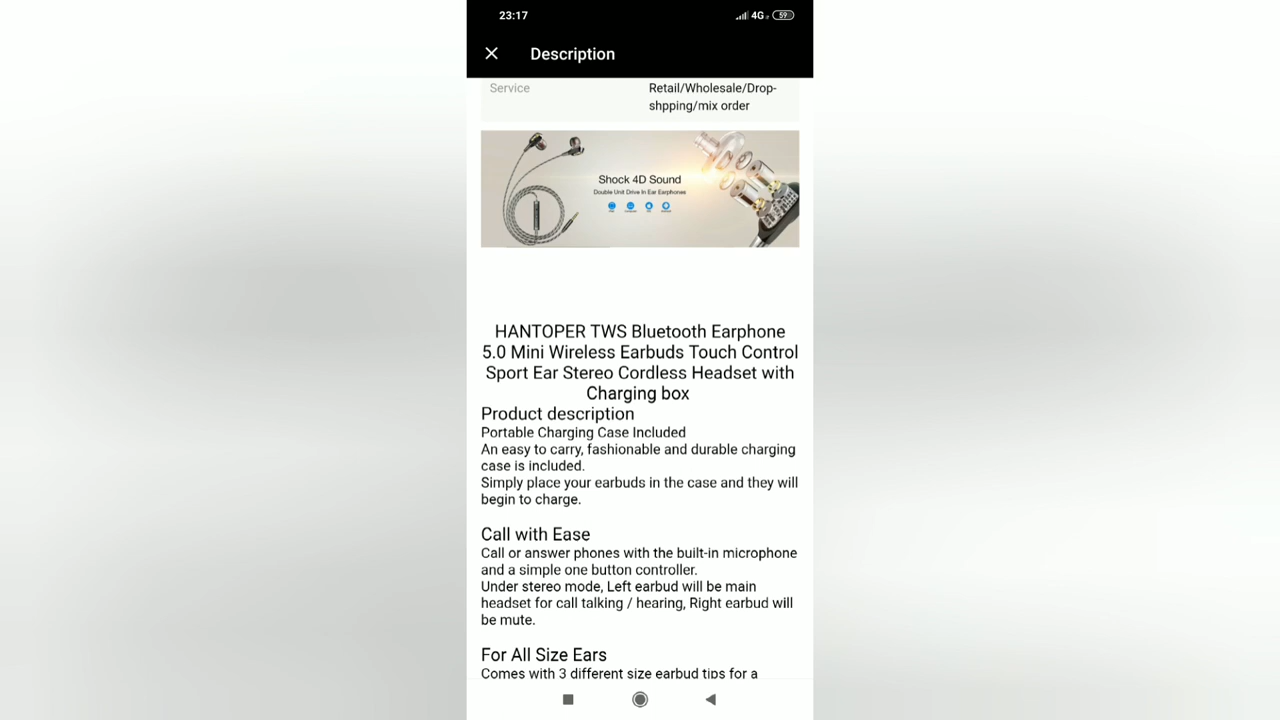 23:17
4G
59
Description
Service
Retail/Wholesale/Drop-
shpping/mix order
Shock 4D Sound
Double Unit Drive In Ear Earphones
HANTOPER TWS Bluetooth Earphone
5.0 Mini Wireless Earbuds Touch Control
Sport Ear Stereo Cordless Headset with
Charging box
Product description
Portable Charging Case Included
An easy to carry, fashionable and durable charging
case is included.
Simply place your earbuds in the case and they will
begin to charge.
Call with Ease
Call or answer phones with the built-in microphone
and a simple one button controller.
Under stereo mode, Left earbud will be main
headset for call talking / hearing, Right earbud will
be mute.
For All Size Ears
Comes with 3 different size earbud tips for a